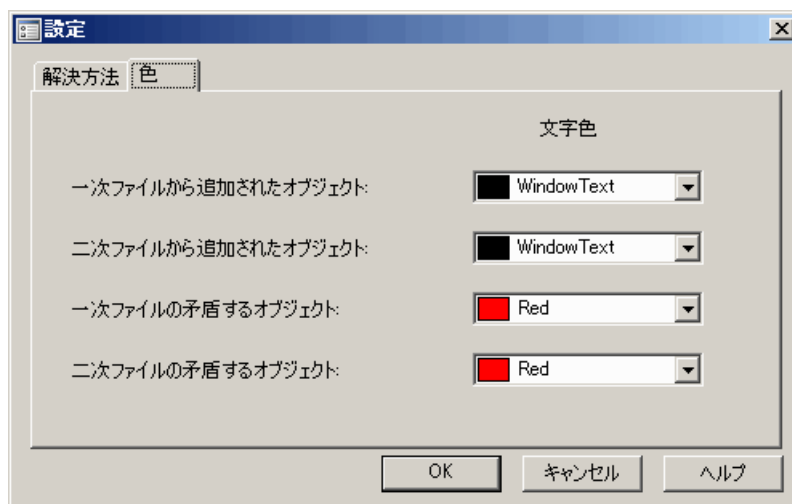 設定
解決方法 色
文字色
一次ファイルから追加されたオブジェクト: WindowText
二次ファイルから追加されたオブジェクト: WindowText
一次ファイルの矛盾するオブジェクト: Red
二次ファイルの矛盾するオブジェクト: Red
OK キャンセル ヘルプ